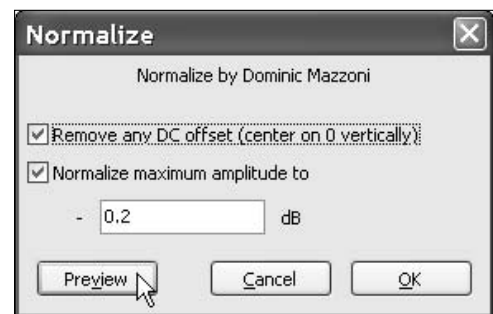 Normalize
Normalize by Dominic Mazzoni
Remove any DC offset (center on 0 vertically)
Normalize maximum amplitude to
- 0.2 dB
Preview Cancel OK